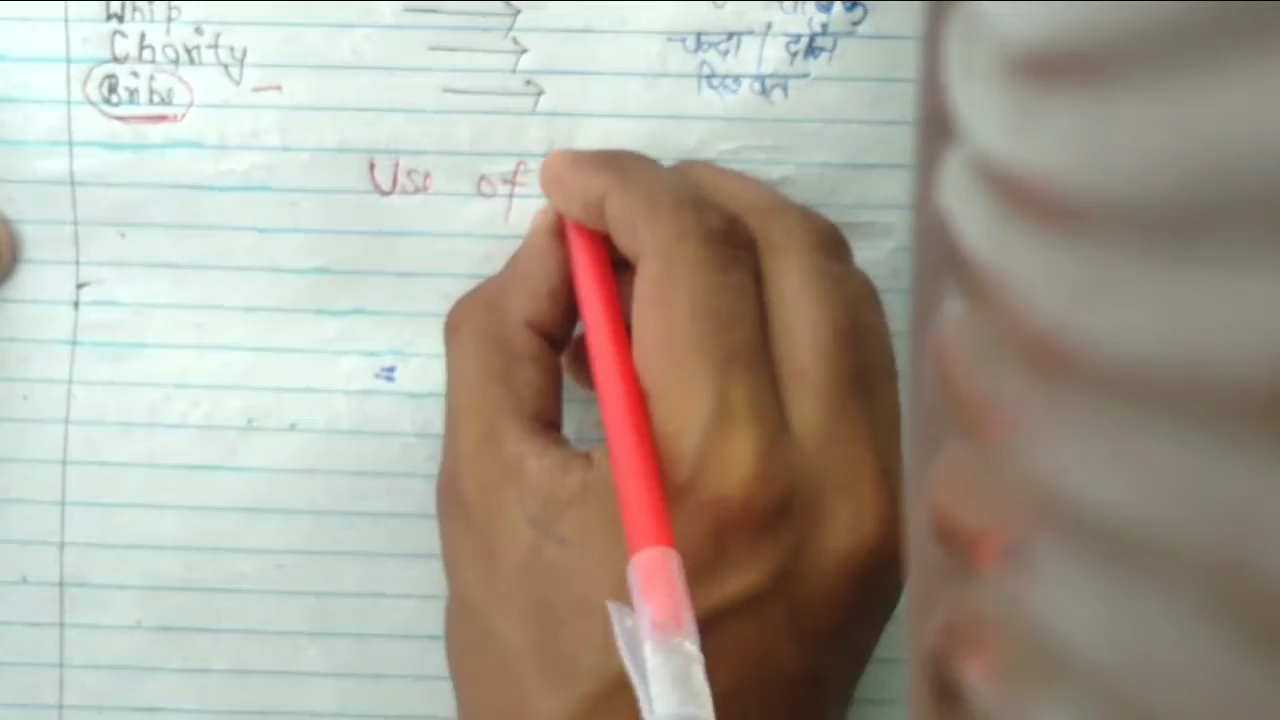 Whip →
Charity → चन्दा / दान
Bribe - → रिश्वत
Use of